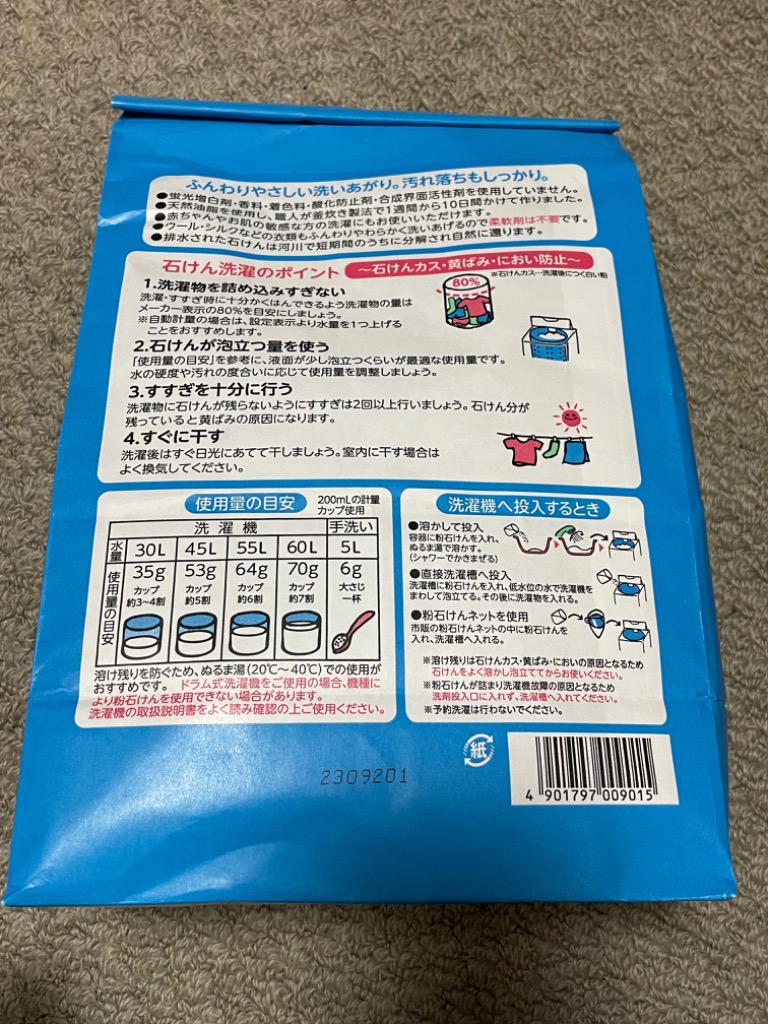 ふんわりやさしい洗いあがり。汚れ落ちもしっかり。
●蛍光増白剤・香料・着色料・酸化防止剤・合成界面活性剤を使用していません。
●天然油脂を使用し、職人が釜炊き製法で1週間から10日間かけて作りました。
●赤ちゃんやお肌の敏感な方の洗濯にもお使いいただけます。
●ウール・シルクなどの衣類もふんわりやわらかく洗いあげるので柔軟剤は不要です。
●排水された石けんは河川で短期間のうちに分解され自然に還ります。
石けん洗濯のポイント 〜石けんカス・黄ばみ・におい防止〜
※石けんカス…洗濯後につく白い粉
1.洗濯物を詰め込みすぎない
洗濯・すすぎ時に十分かくはんできるよう洗濯物の量は
メーカー表示の80%を目安にしましょう。
※自動計量の場合は、設定表示より水量を1つ上げる
ことをおすすめします。
80%
2.石けんが泡立つ量を使う
「使用量の目安」を参考に、液面が少し泡立つくらいが最適な使用量です。
水の硬度や汚れの度合いに応じて使用量を調整しましょう。
3.すすぎを十分に行う
洗濯物に石けんが残らないようにすすぎは2回以上行いましょう。石けん分が
残っていると黄ばみの原因になります。
4.すぐに干す
洗濯後はすぐ日光にあてて干しましょう。室内に干す場合は
よく換気してください。
使用量の目安 200mLの計量
カップ使用
洗濯機 手洗い
水量 30L 45L 55L 60L 5L
使用量の目安 35g 53g 64g 70g 6g
カップ カップ カップ カップ 大さじ
約3〜4割 約5割 約6割 約7割 一杯
溶け残りを防ぐため、ぬるま湯(20℃〜40℃)での使用が
おすすめです。 ドラム式洗濯機をご使用の場合、機種に
より粉石けんを使用できない場合があります。
洗濯機の取扱説明書をよく読み確認の上ご使用ください。
洗濯機へ投入するとき
●溶かして投入
容器に粉石けんを入れ、
ぬるま湯で溶かす。
(シャワーでかきまぜる)
●直接洗濯槽へ投入
洗濯槽に粉石けんを入れ、低水位の水で洗濯機を
まわして泡立てる。その後に洗濯物を入れる。
●粉石けんネットを使用
市販の粉石けんネットの中に粉石けんを
入れ、洗濯槽へ入れる。
※溶け残りは石けんカス・黄ばみ・においの原因となるため
石けんをよく溶かし泡立ててからお使いください。
※粉石けんが詰まり洗濯機故障の原因となるため
洗剤投入口に入れず、洗濯機へ入れてください。
※予約洗濯は行わないでください。
紙
2309201
4 901797 009015